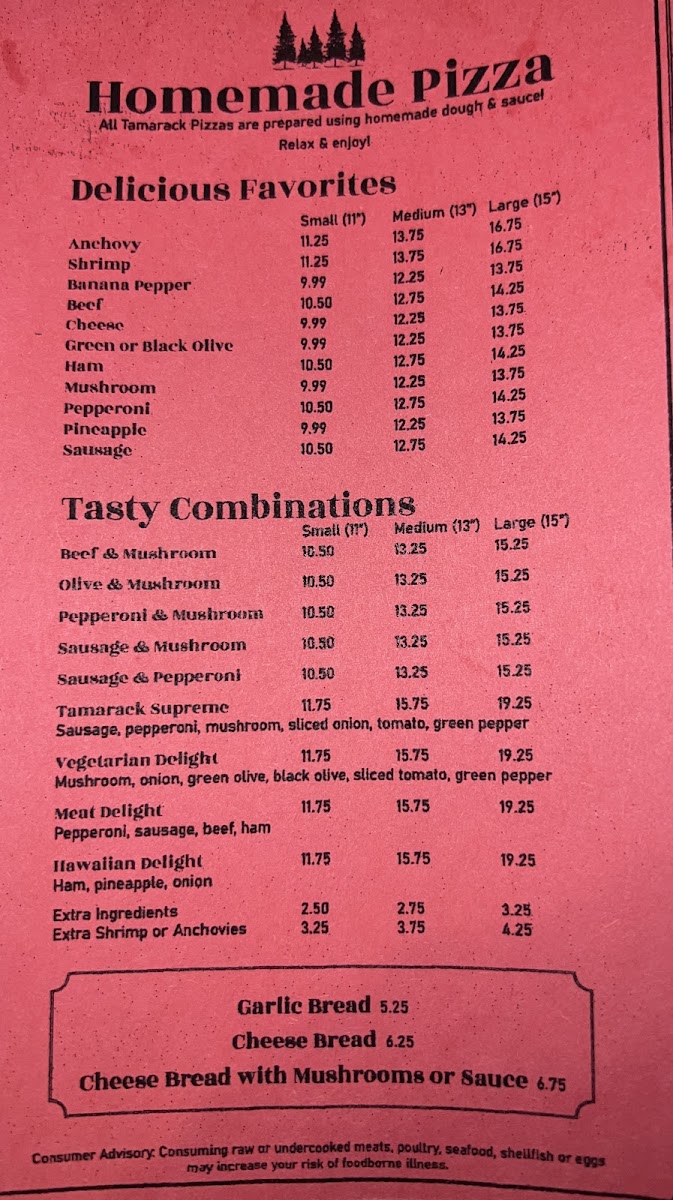 Homemade Pizza
All Tamarack Pizzas are prepared using homemade dough & sauce!
Relax & enjoy!
Delicious Favorites
Small (11") Medium (13") Large (15")
Anchovy 11.25 13.75 16.75
Shrimp 11.25 13.75 16.75
Banana Pepper 9.99 12.25 13.75
Beef 10.50 12.75 14.25
Cheese 9.99 12.25 13.75
Green or Black Olive 9.99 12.25 13.75
Ham 10.50 12.75 14.25
Mushroom 9.99 12.25 13.75
Pepperoni 10.50 12.75 14.25
Pineapple 9.99 12.25 13.75
Sausage 10.50 12.75 14.25
Tasty Combinations
Small (11") Medium (13") Large (15")
Beef & Mushroom 10.50 13.25 15.25
Olive & Mushroom 10.50 13.25 15.25
Pepperoni & Mushroom 10.50 13.25 15.25
Sausage & Mushroom 10.50 13.25 15.25
Sausage & Pepperoni 10.50 13.25 15.25
Tamarack Supreme 11.75 15.75 19.25
Sausage, pepperoni, mushroom, sliced onion, tomato, green pepper
Vegetarian Delight 11.75 15.75 19.25
Mushroom, onion, green olive, black olive, sliced tomato, green pepper
Meat Delight 11.75 15.75 19.25
Pepperoni, sausage, beef, ham
Hawaiian Delight 11.75 15.75 19.25
Ham, pineapple, onion
Extra Ingredients 2.50 2.75 3.25
Extra Shrimp or Anchovies 3.25 3.75 4.25
Garlic Bread 5.25
Cheese Bread 6.25
Cheese Bread with Mushrooms or Sauce 6.75
Consumer Advisory: Consuming raw or undercooked meats, poultry, seafood, shellfish or eggs
may increase your risk of foodborne illness.